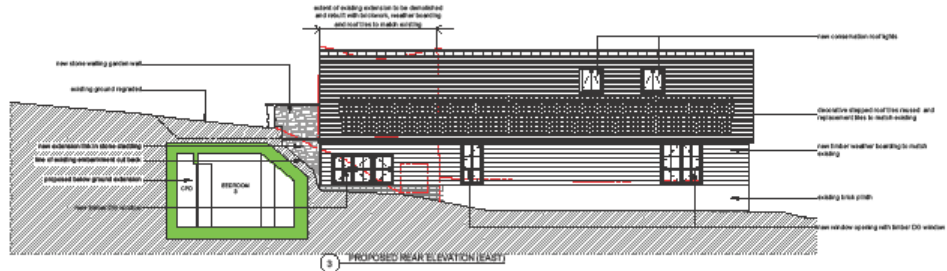 extent of existing extension to be demolished
and rebuilt with brickwork, weather boarding
and roof tiles to match existing
new conservation roof lights
new stone walling garden wall
existing ground regraded
decorative stepped roof tiles reused and
replacement tiles to match existing
new extension link in stone cladding
line of existing embankment cut back
new timber weather boarding to match
existing
proposed below ground extension
CPD
BEDROOM
3
existing brick plinth
new timber DG window
new window opening with timber DG window
3
PROPOSED REAR ELEVATION (EAST)